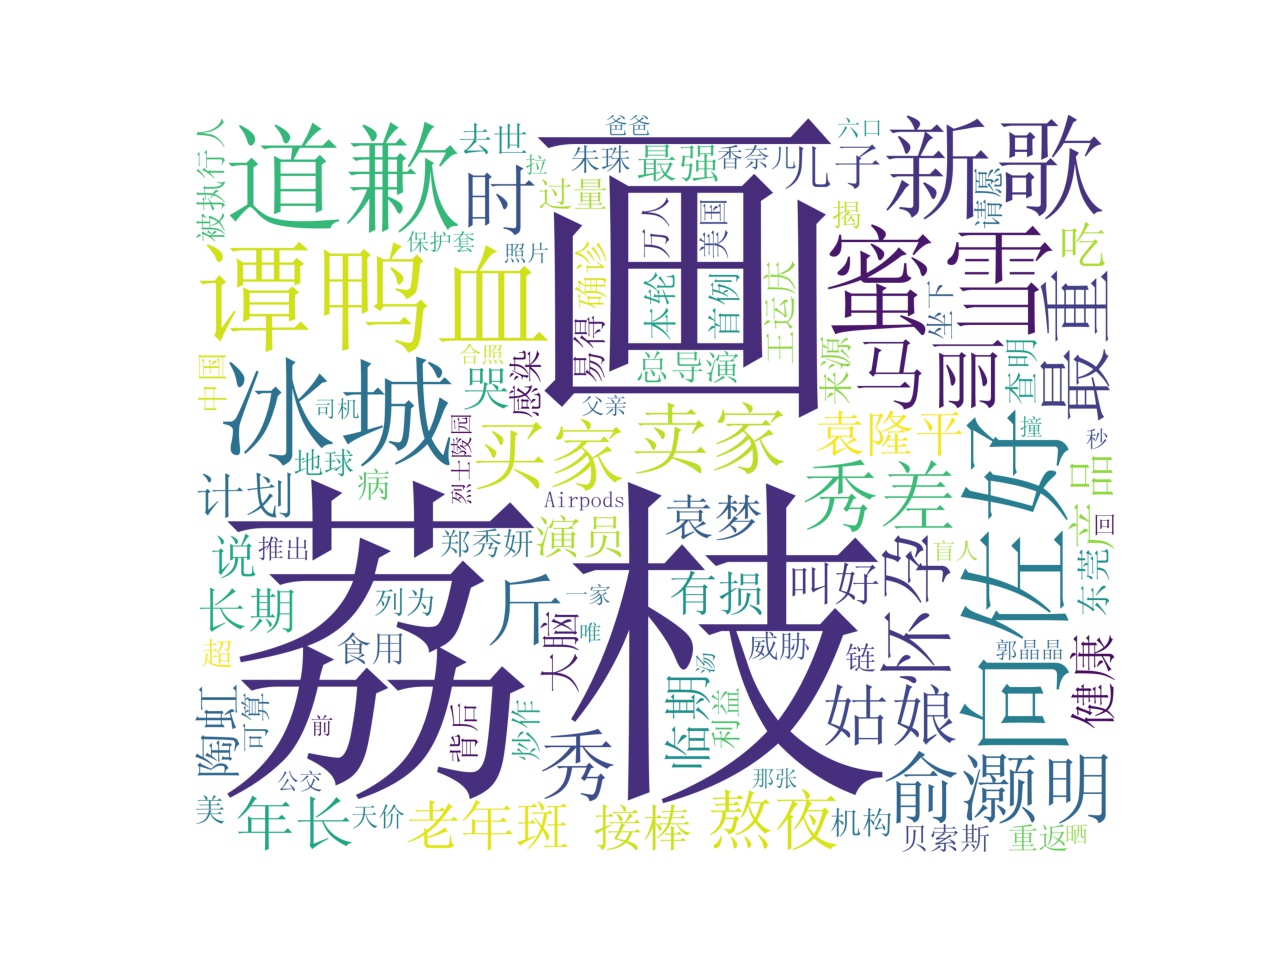 爸爸
六口
被执行人
道歉
去世
拉
朱珠
最强
香奈儿
儿子
新歌
请愿
时
过量
画
万人
美国
揭
保护套
照片
谭鸭血
确诊
本轮
首例
王运庆
蜜雪
吃
坐下
最重
中国
冰城
合照
哭
感染
易得
总导演
来源
马丽
查明
司机
父亲
烈士陵园
买家
卖家
袁隆平
撞
秒
地球
病
计划
Airpods
秀差
好
产品
回
荔枝
郑秀妍
演员
袁梦
盲人
向佐
东莞
说
推出
斤
一家
有损
叫好
怀孕
长期
列为
唯
大脑
威胁
链
郭晶晶
超
食用
汤
临期
利益
姑娘
健康
陶虹
可算
前
背后
炒作
秀
公交
那张
俞灏明
美
年长
天价
老年斑
接棒
熬夜
机构
贝索斯
重返
晒